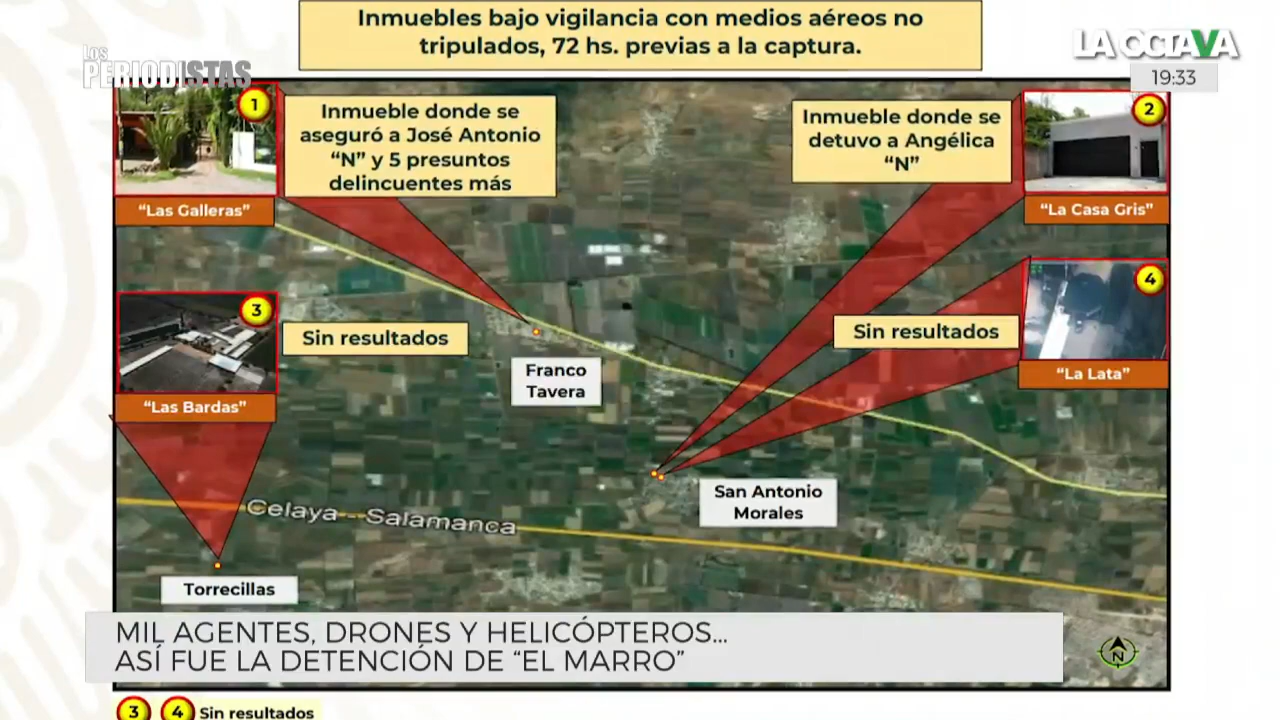 Inmuebles bajo vigilancia con medios aéreos no
tripulados, 72 hs. previas a la captura.
LOS
PERIODISTAS
LA OCTAVA
19:33
1
Inmueble donde se
aseguró a José Antonio
“N” y 5 presuntos
delincuentes más
“Las Galleras”
Inmueble donde se
detuvo a Angélica
“N”
2
“La Casa Gris”
3
Sin resultados
“Las Bardas”
Sin resultados
4
“La Lata”
Franco
Tavera
San Antonio
Morales
Celaya - Salamanca
Torrecillas
MIL AGENTES, DRONES Y HELICÓPTEROS...
ASÍ FUE LA DETENCIÓN DE “EL MARRO”
N
3 4 Sin resultados